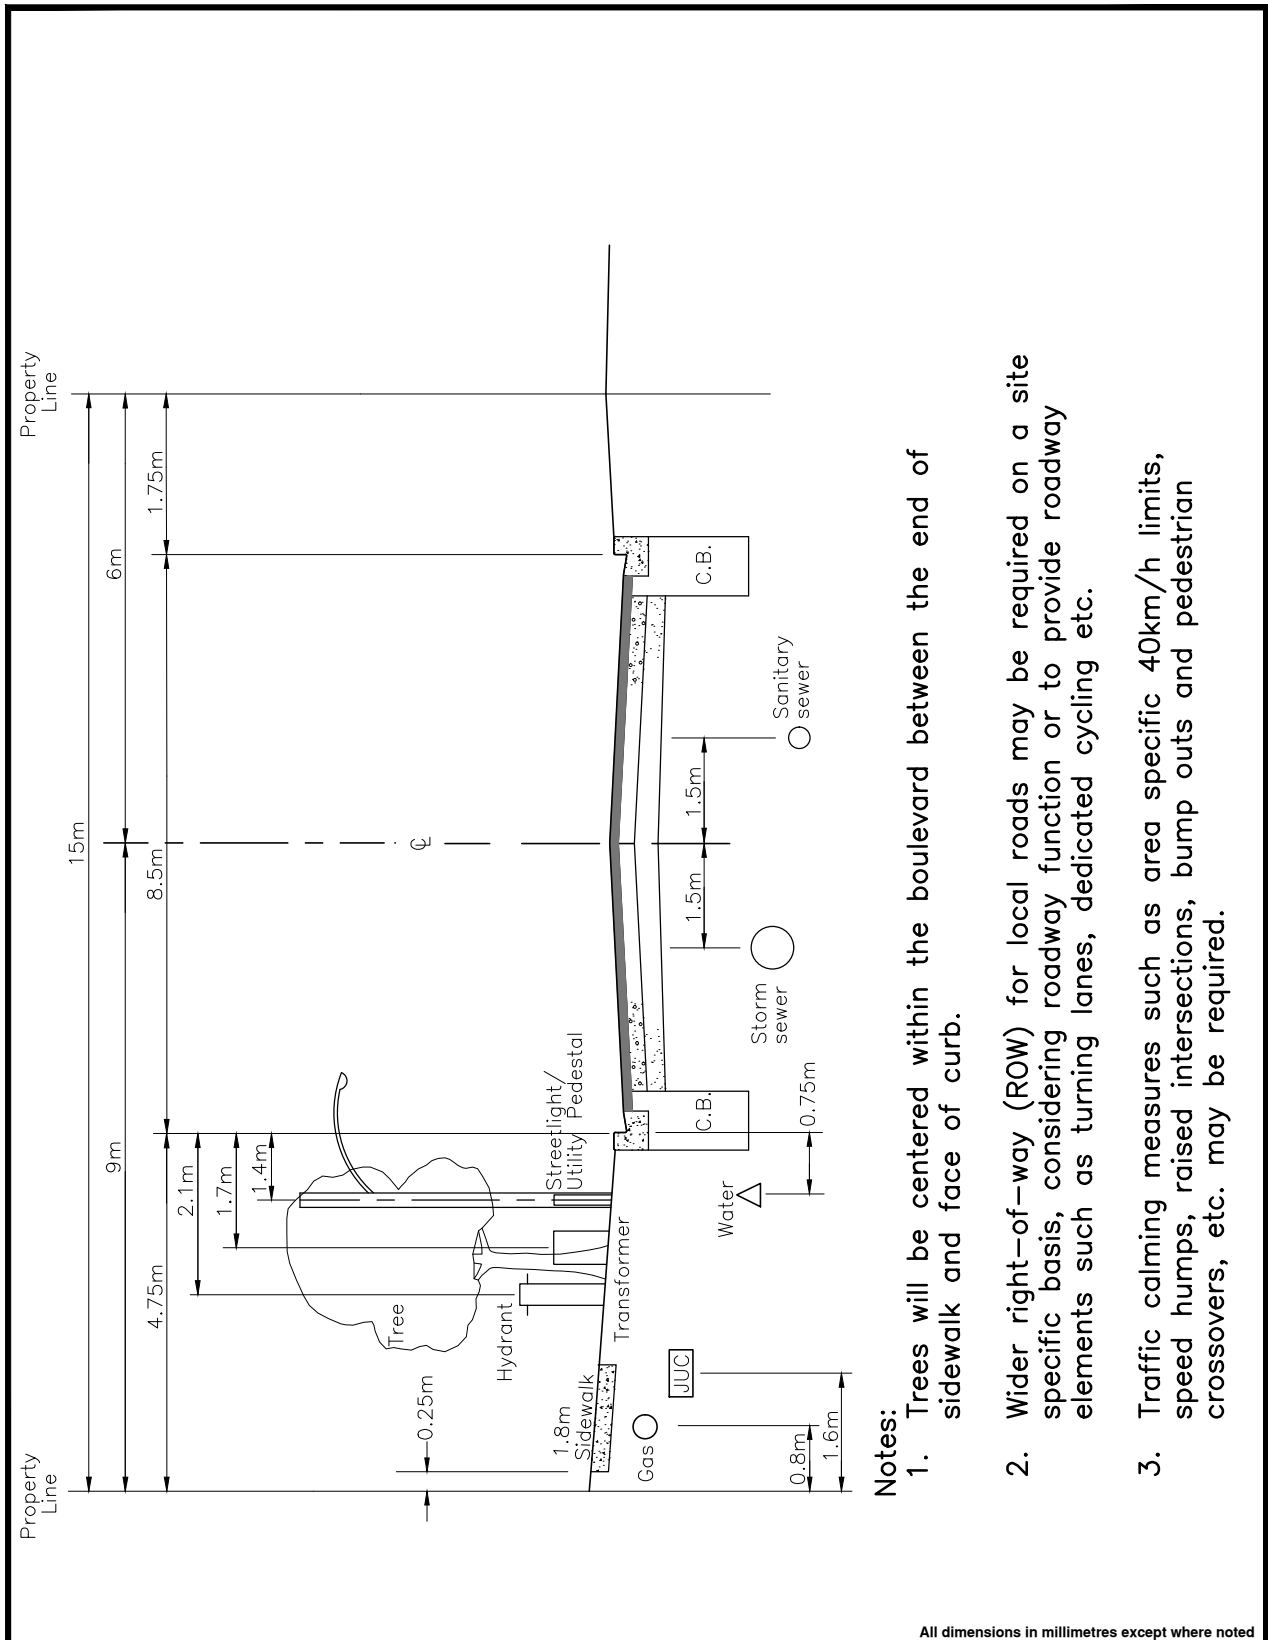 Property
Line
Property
Line
15m
9m
6m
4.75m
8.5m
1.75m
2.1m
1.7m
1.4m
0.25m
Tree
℄
Hydrant
Streetlight/
Utility Pedestal
1.8m
Sidewalk
Transformer
Gas
JUC
C.B.
C.B.
Water
Storm
sewer
1.5m
1.5m
Sanitary
sewer
0.8m
1.6m
0.75m
Notes:
1. Trees will be centered within the boulevard between the end of
sidewalk and face of curb.
2. Wider right-of-way (ROW) for local roads may be required on a site
specific basis, considering roadway function or to provide roadway
elements such as turning lanes, dedicated cycling etc.
3. Traffic calming measures such as area specific 40km/h limits,
speed humps, raised intersections, bump outs and pedestrian
crossovers, etc. may be required.
All dimensions in millimetres except where noted